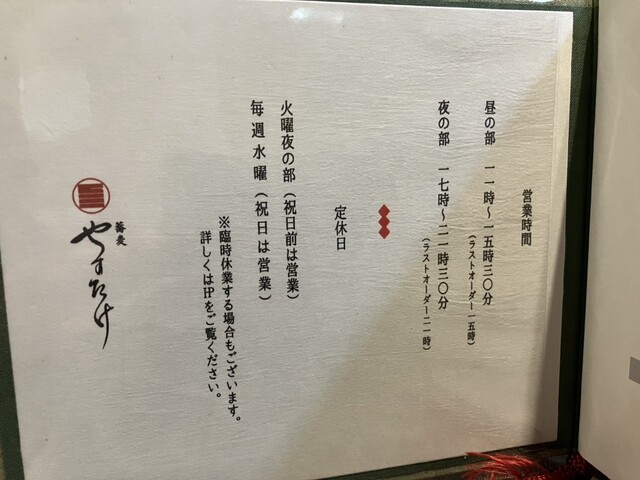 営業時間
昼の部 一一時～一五時三〇分
(ラストオーダー一五時)
夜の部 一七時～二一時三〇分
(ラストオーダー二一時)
定休日
火曜夜の部(祝日前は営業)
毎週水曜(祝日は営業)
※臨時休業する場合もございます。
詳しくはHPをご覧ください。
蕎麦
やすたけ